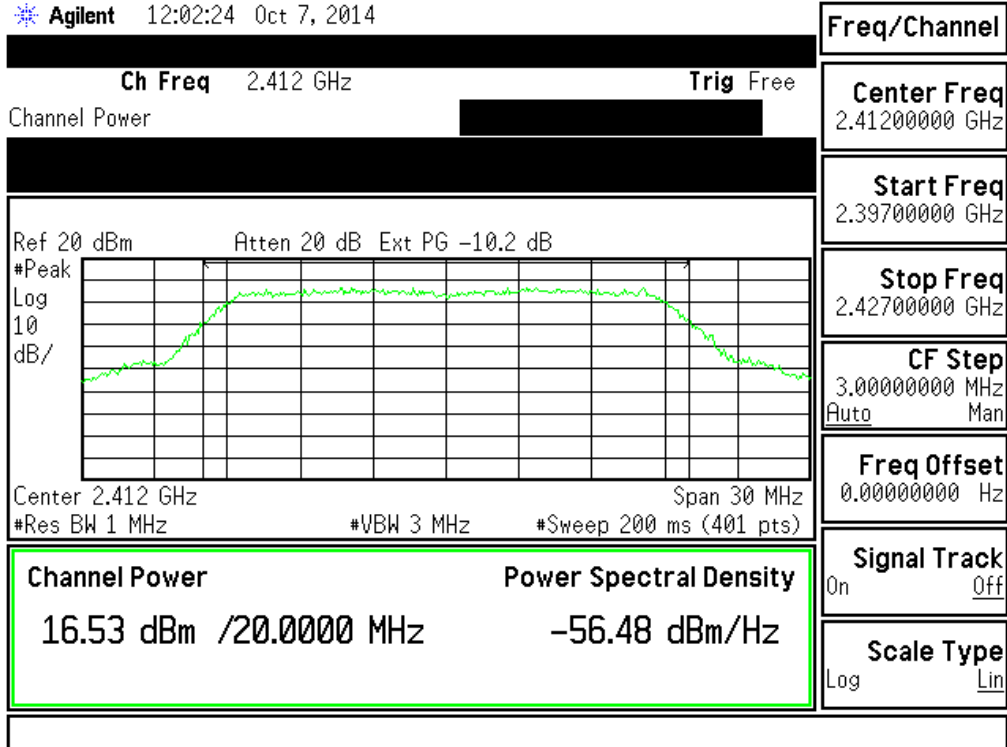 Agilent 12:02:24 Oct 7, 2014
Freq/Channel
Ch Freq 2.412 GHz Trig Free
Channel Power
Center Freq
2.41200000 GHz
Start Freq
2.39700000 GHz
Stop Freq
2.42700000 GHz
CF Step
3.00000000 MHz
Auto Man
Freq Offset
0.00000000 Hz
Signal Track
On Off
Scale Type
Log Lin
Ref 20 dBm Atten 20 dB Ext PG -10.2 dB
#Peak
Log
10
dB/
Center 2.412 GHz Span 30 MHz
#Res BW 1 MHz #VBW 3 MHz #Sweep 200 ms (401 pts)
Channel Power Power Spectral Density
16.53 dBm /20.0000 MHz -56.48 dBm/Hz